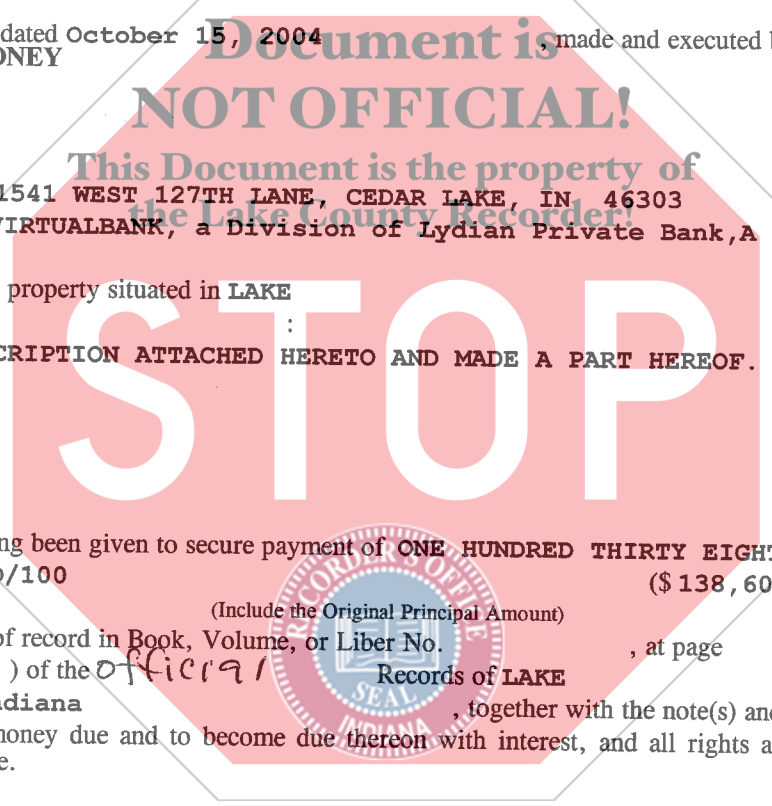 dated October 15, 2004 , made and executed b
ONEY
Document is
NOT OFFICIAL!
This Document is the property of
the Lake County Recorder!
1541 WEST 127TH LANE, CEDAR LAKE, IN 46303
VIRTUALBANK, a Division of Lydian Private Bank,A
property situated in LAKE
:
CRIPTION ATTACHED HERETO AND MADE A PART HEREOF.
STOP
ng been given to secure payment of ONE HUNDRED THIRTY EIGHT
0/100 ($ 138,60
(Include the Original Principal Amount)
of record in Book, Volume, or Liber No. , at page
) of the Official Records of LAKE
ndiana , together with the note(s) and
money due and to become due thereon with interest, and all rights a
e.
RECORDER'S OFFICE
SEAL
INDIANA